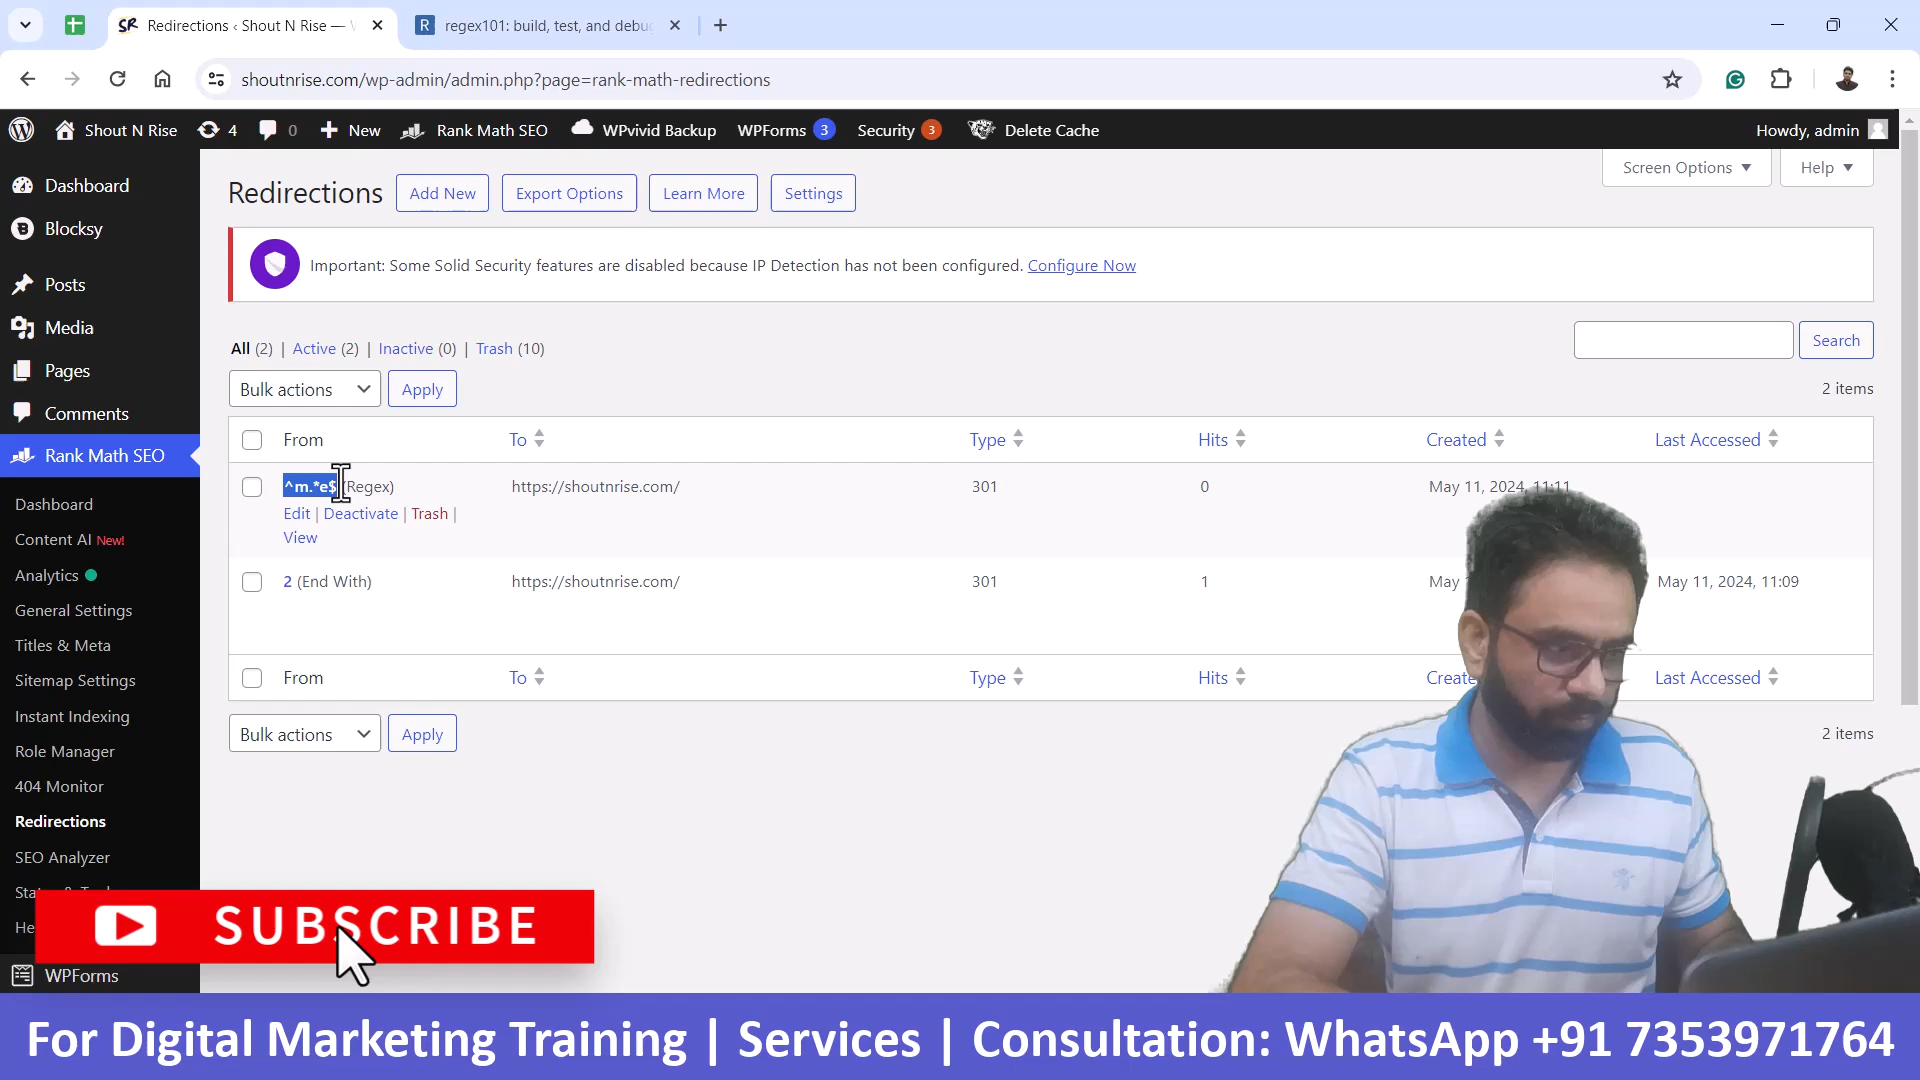 Redirections ‹ Shout N Rise —
regex101: build, test, and debu
shoutnrise.com/wp-admin/admin.php?page=rank-math-redirections
Shout N Rise
4
0
New
Rank Math SEO
WPvivid Backup
WPForms 3
Security 3
Delete Cache
Howdy, admin
Dashboard
Blocksy
Posts
Media
Pages
Comments
Rank Math SEO
Dashboard
Content AI New!
Analytics
General Settings
Titles & Meta
Sitemap Settings
Instant Indexing
Role Manager
404 Monitor
Redirections
SEO Analyzer
WPForms
Screen Options
Help
Redirections
Add New
Export Options
Learn More
Settings
Important: Some Solid Security features are disabled because IP Detection has not been configured. Configure Now
All (2) | Active (2) | Inactive (0) | Trash (10)
Search
Bulk actions
Apply
2 items
From To Type Hits Created Last Accessed
^m.*e$ (Regex) https://shoutnrise.com/ 301 0 May 11, 2024, 11:11
Edit | Deactivate | Trash |
View
2 (End With) https://shoutnrise.com/ 301 1 May May 11, 2024, 11:09
From To Type Hits Create Last Accessed
Bulk actions
Apply
2 items
SUBSCRIBE
For Digital Marketing Training | Services | Consultation: WhatsApp +91 7353971764